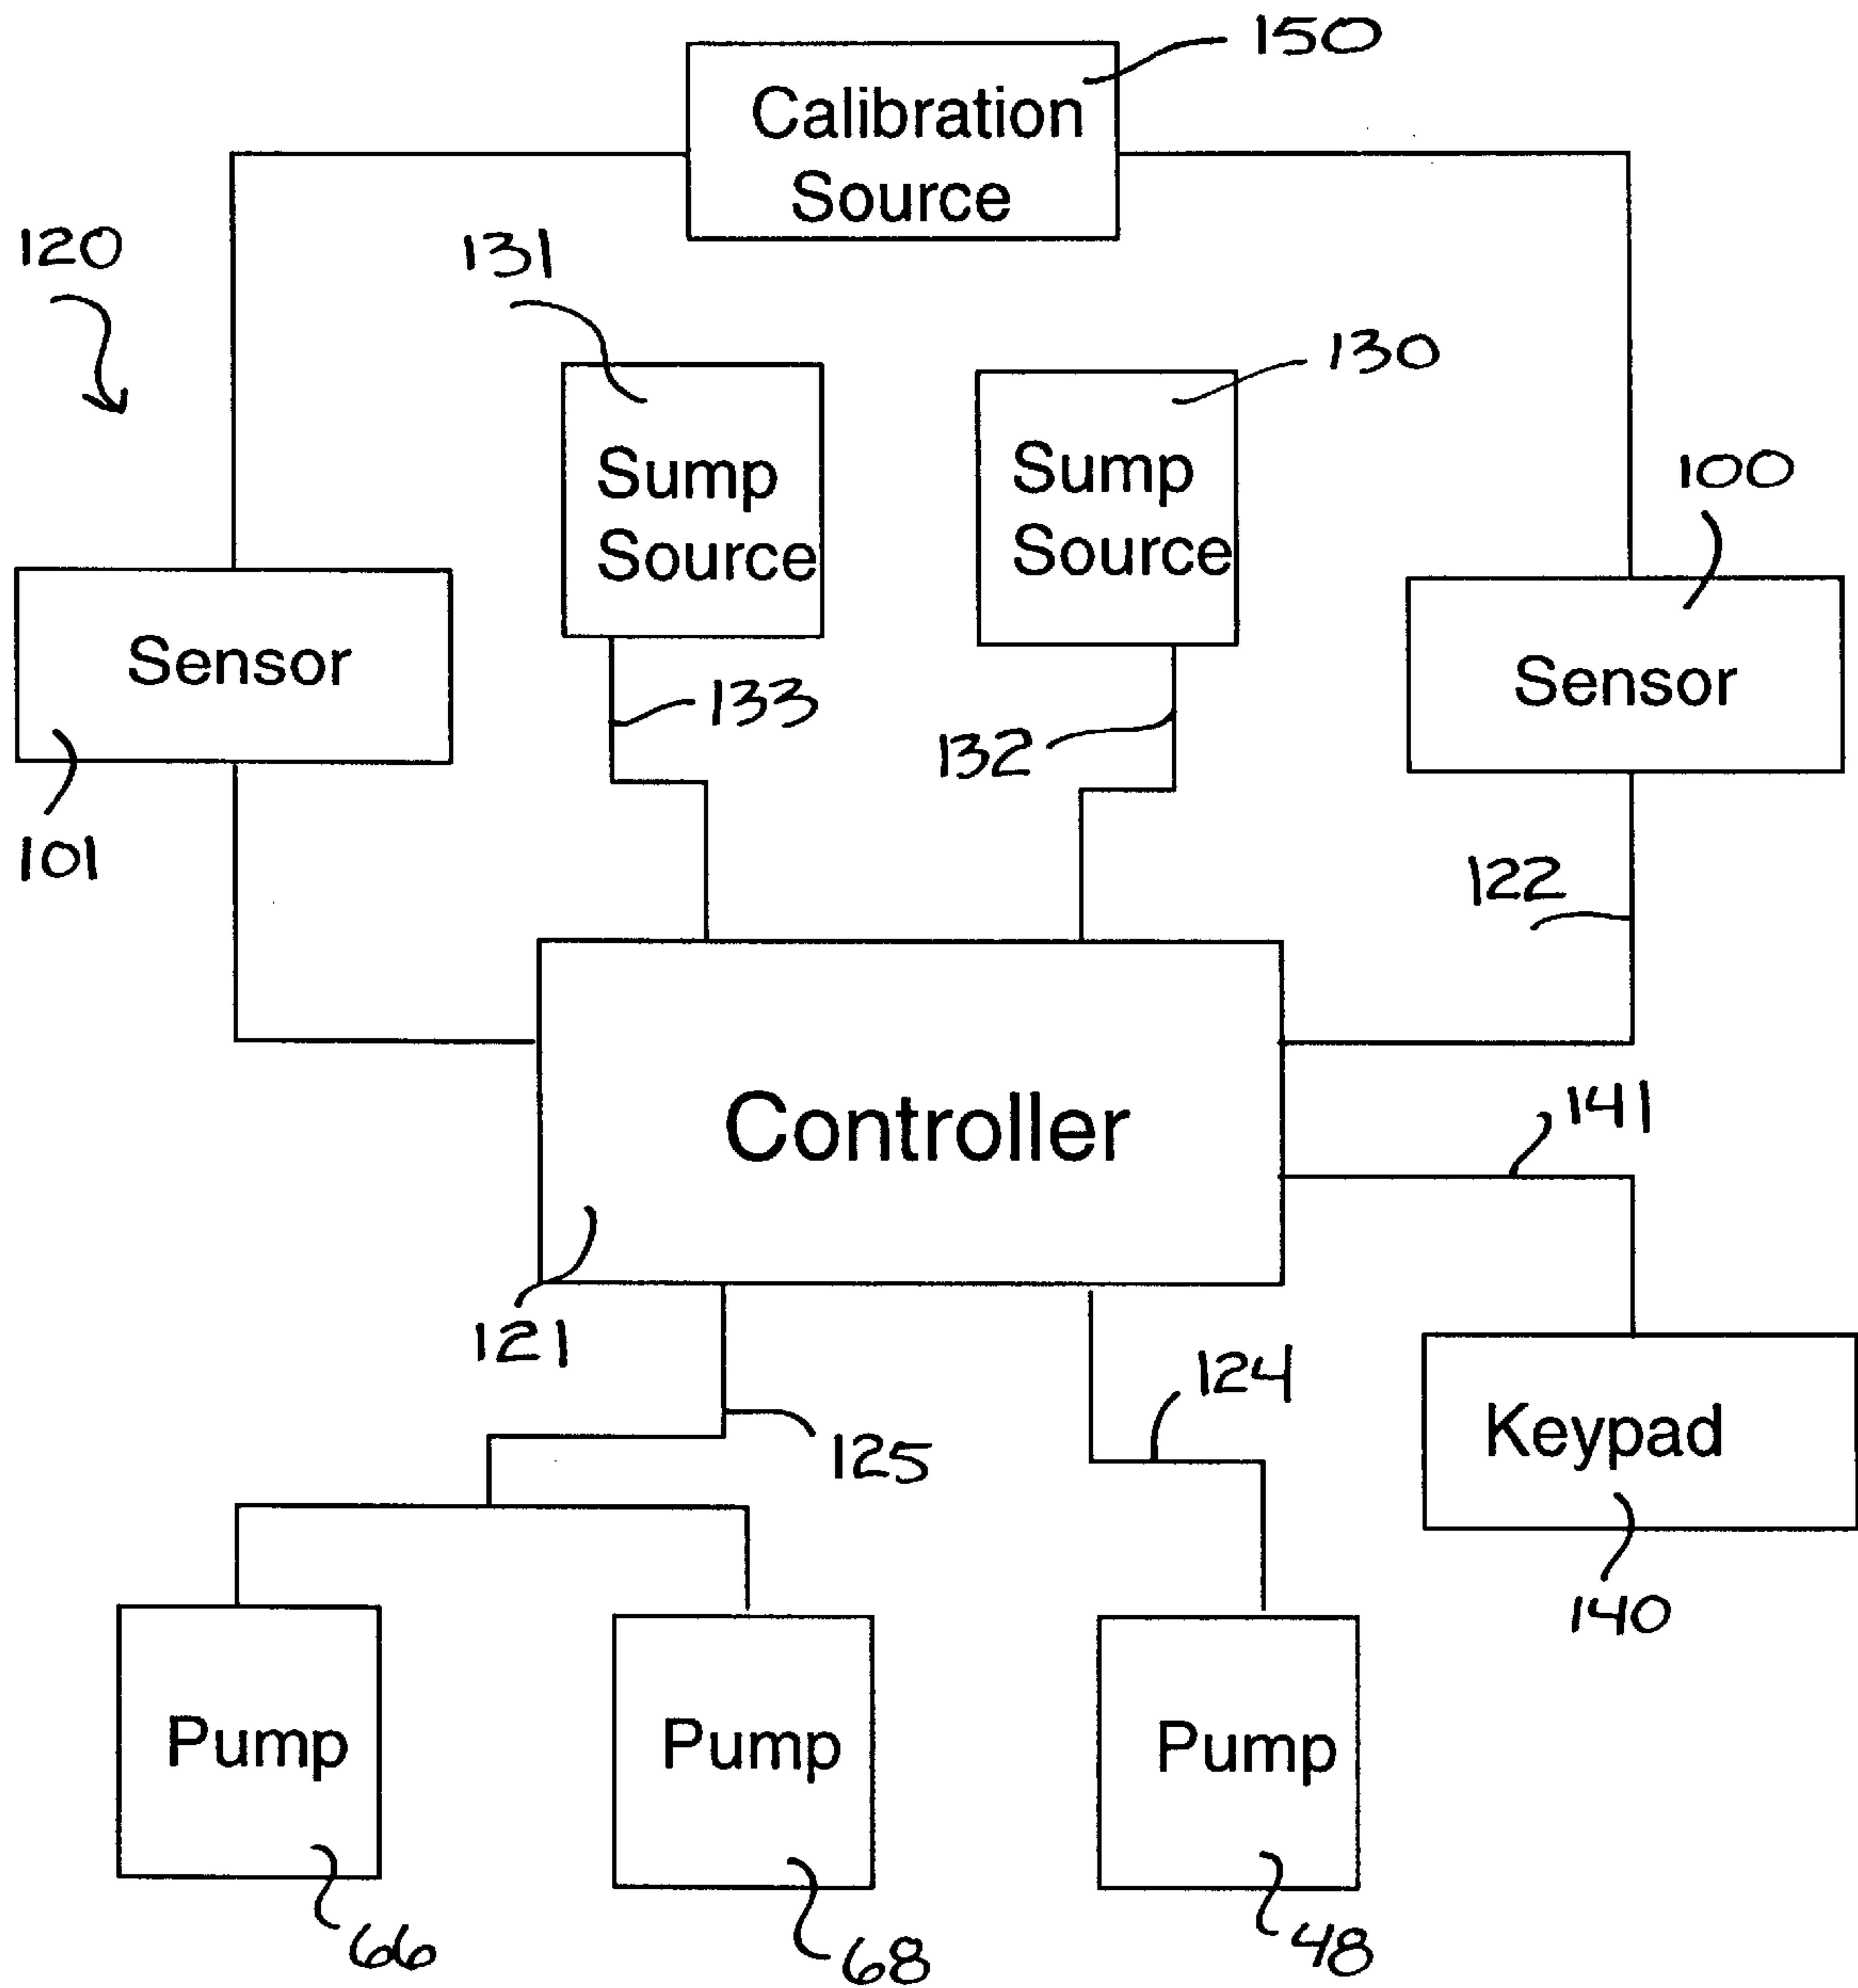 150
Calibration
Source
120
131
130
Sump
Source
Sump
Source
100
Sensor
Sensor
133
132
101
122
Controller
141
121
124
125
Keypad
140
Pump
Pump
Pump
66
68
48